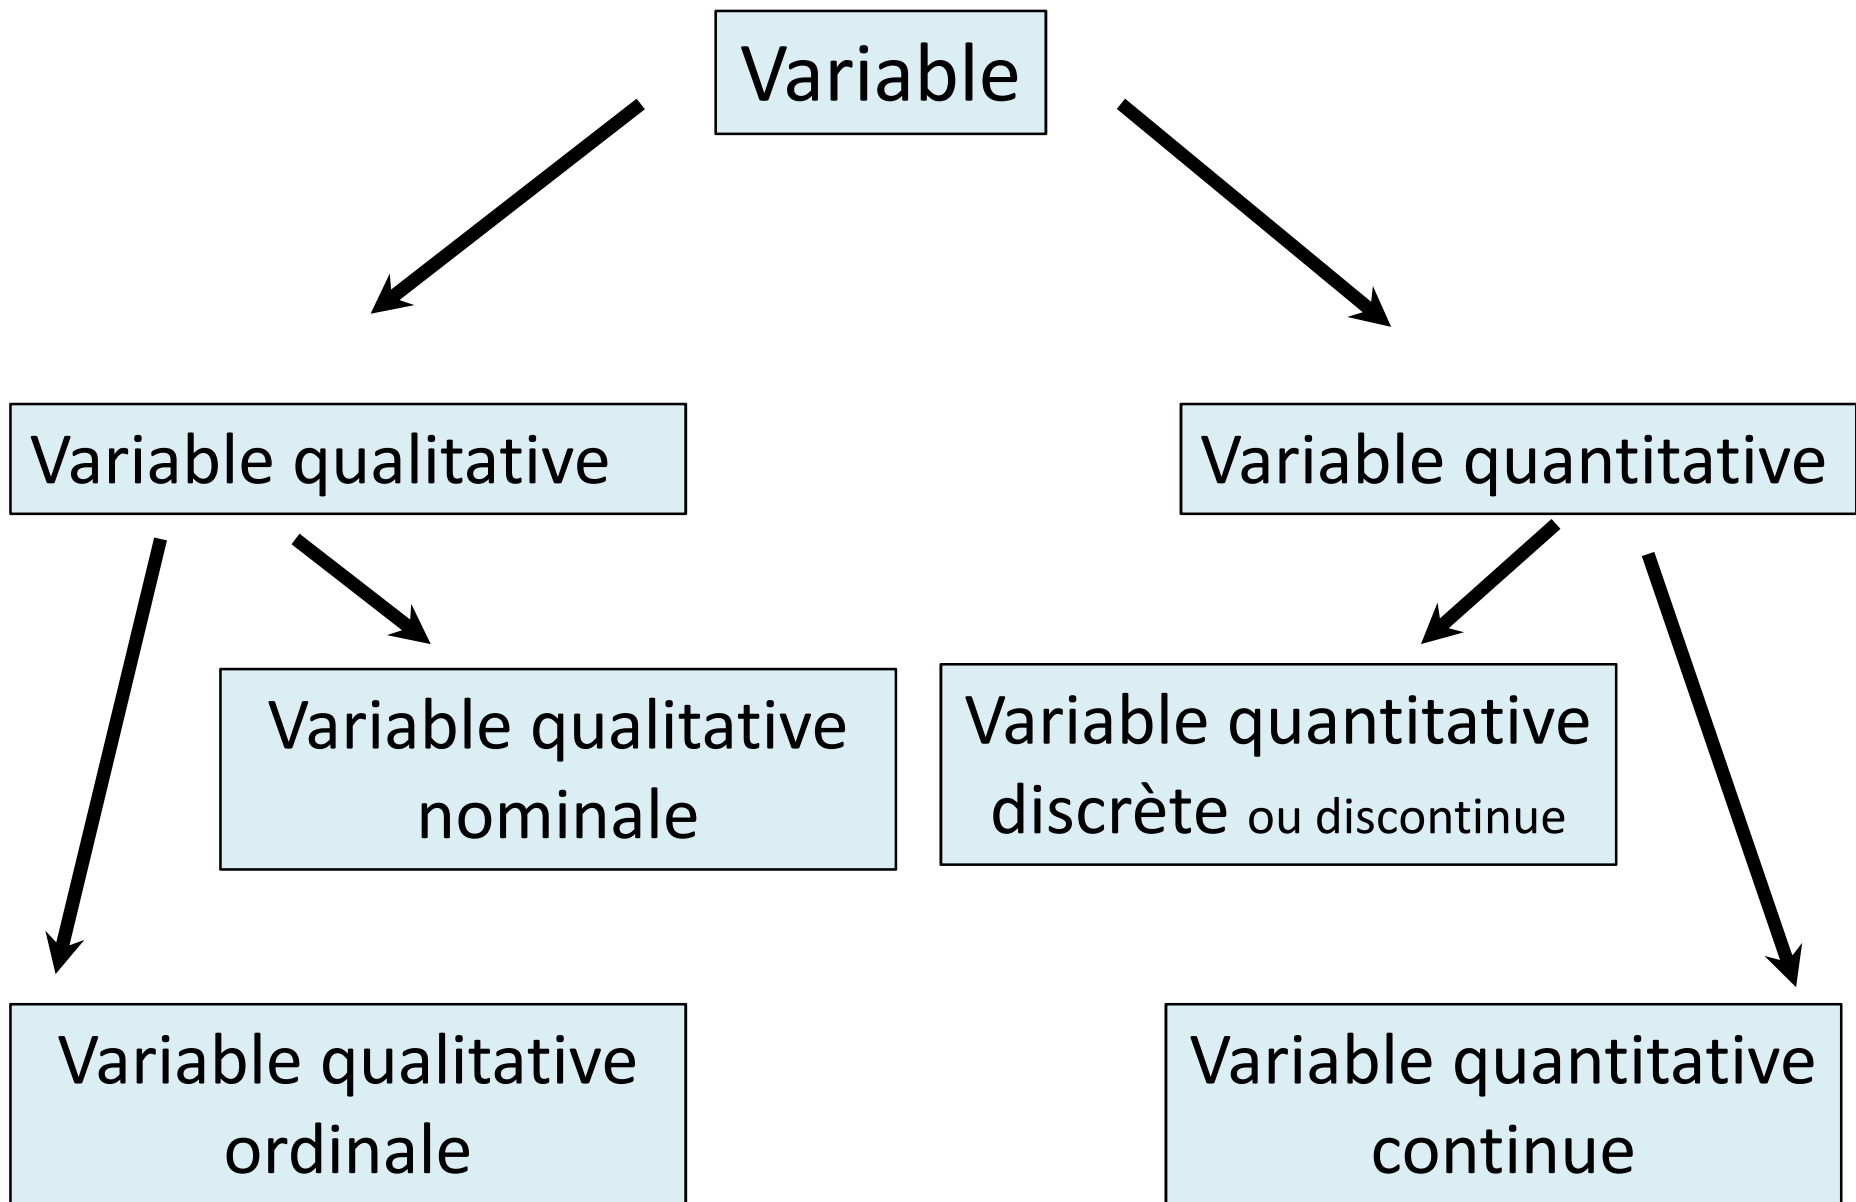 Variable
Variable qualitative
Variable quantitative
Variable qualitative
nominale
Variable quantitative
discrète ou discontinue
Variable qualitative
ordinale
Variable quantitative
continue